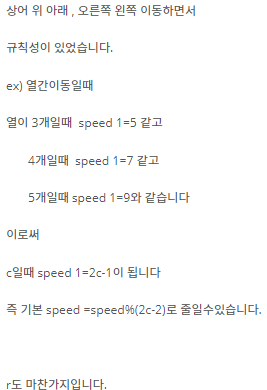 상어 위 아래 , 오른쪽 왼쪽 이동하면서
규칙성이 있었습니다.
ex) 열간이동일때
열이 3개일때 speed 1=5 같고
4개일때 speed 1=7 같고
5개일때 speed 1=9와 같습니다
이로써
c일때 speed 1=2c-1이 됩니다
즉 기본 speed =speed%(2c-2)로 줄일수있습니다.
r도 마찬가지입니다.